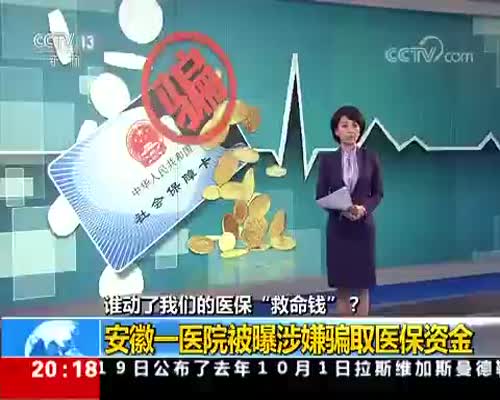 CCTV 13
新闻
CCTV.com
骗
中华人民共和国
社会保障卡
谁动了我们的医保“救命钱”？
安徽一医院被曝涉嫌骗取医保资金
20:18
19日公布了去年10月1日拉斯维加斯曼德